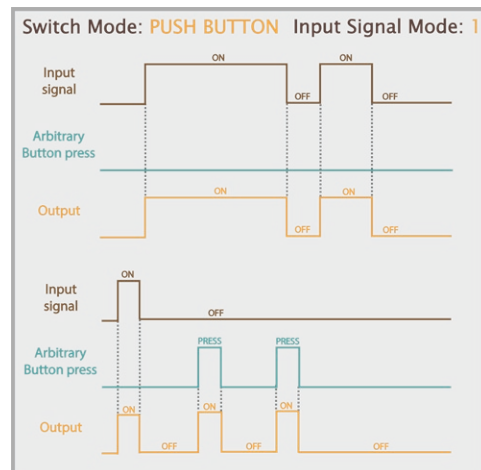 Switch Mode: PUSH BUTTON Input Signal Mode: 1
ON ON
Input
signal
OFF OFF
Arbitrary
Button press
ON ON
Output
OFF OFF
ON
Input
signal
OFF
PRESS PRESS
Arbitrary
Button press
ON ON ON
Output
OFF OFF OFF